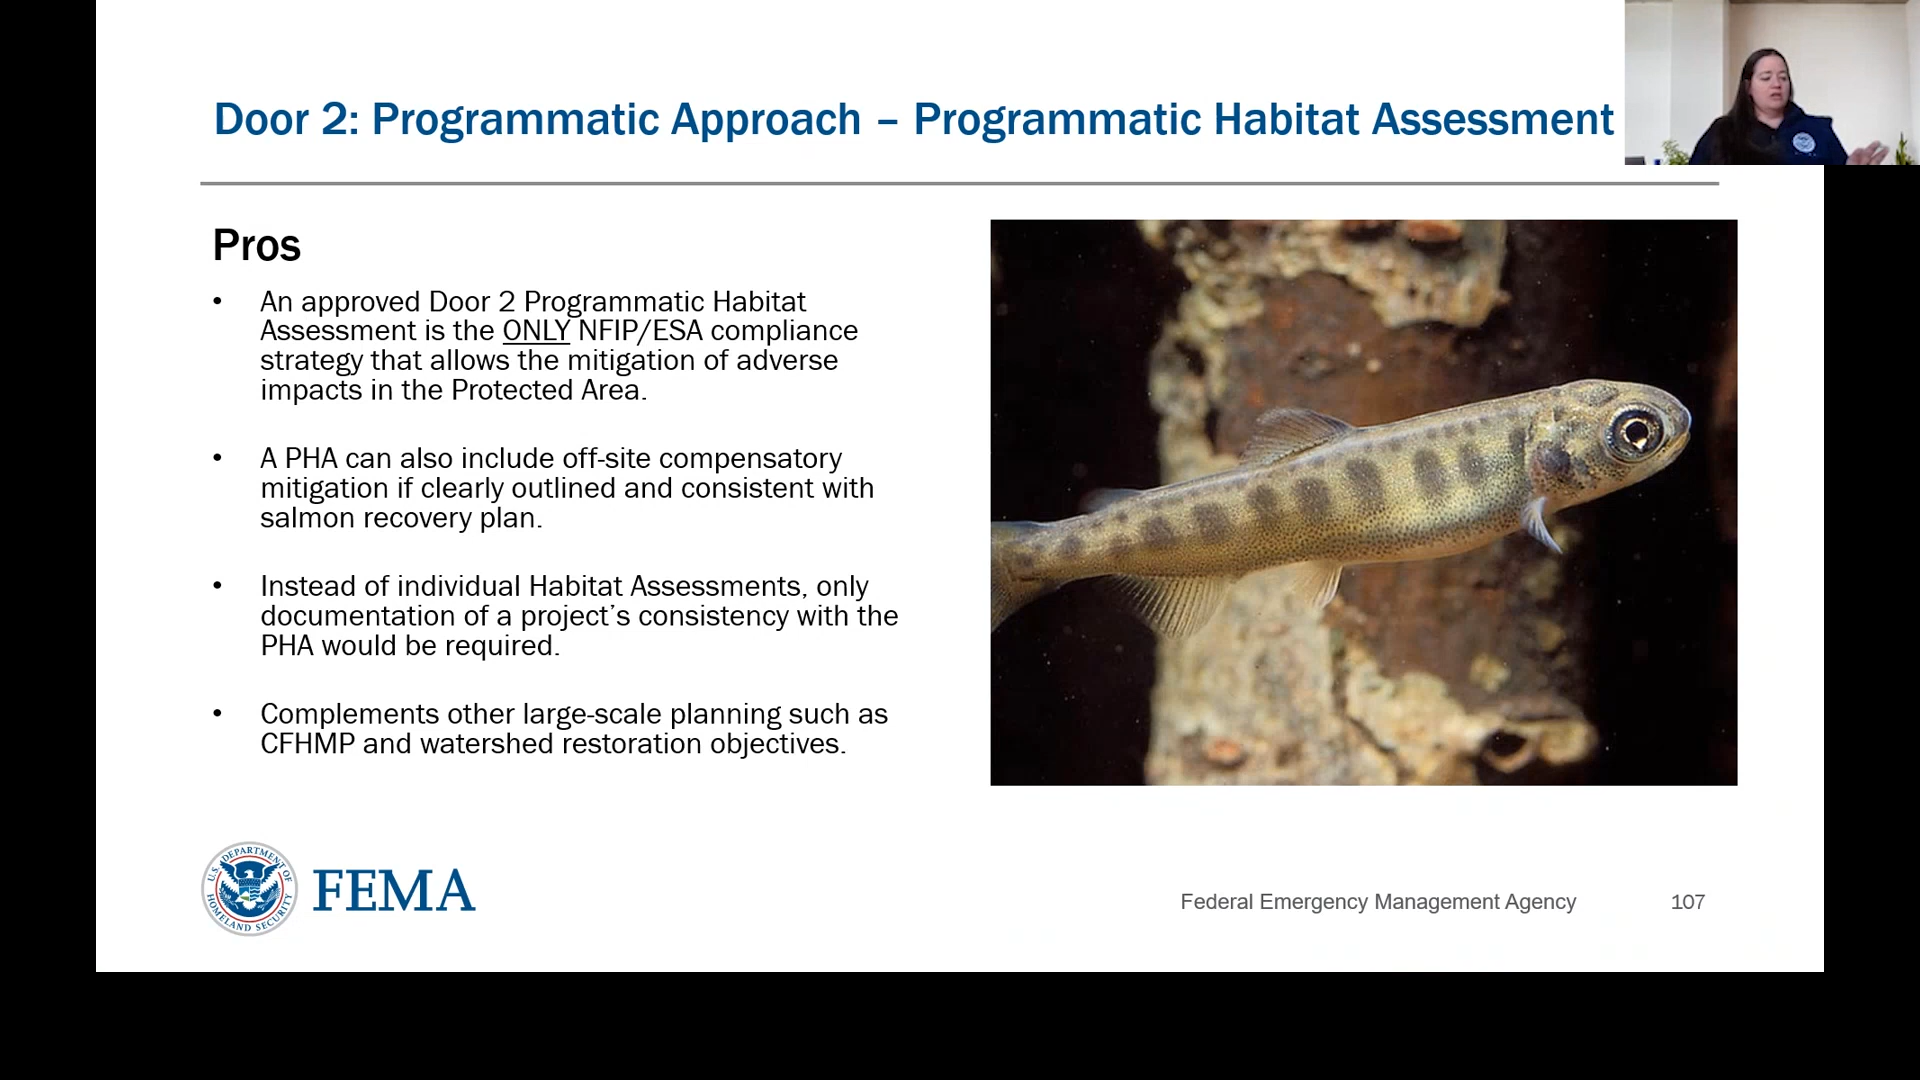 Door 2: Programmatic Approach – Programmatic Habitat Assessment
Pros
• An approved Door 2 Programmatic Habitat
Assessment is the ONLY NFIP/ESA compliance
strategy that allows the mitigation of adverse
impacts in the Protected Area.
• A PHA can also include off-site compensatory
mitigation if clearly outlined and consistent with
salmon recovery plan.
• Instead of individual Habitat Assessments, only
documentation of a project’s consistency with the
PHA would be required.
• Complements other large-scale planning such as
CFHMP and watershed restoration objectives.
U.S. DEPARTMENT OF
HOMELAND SECURITY
FEMA
Federal Emergency Management Agency
107